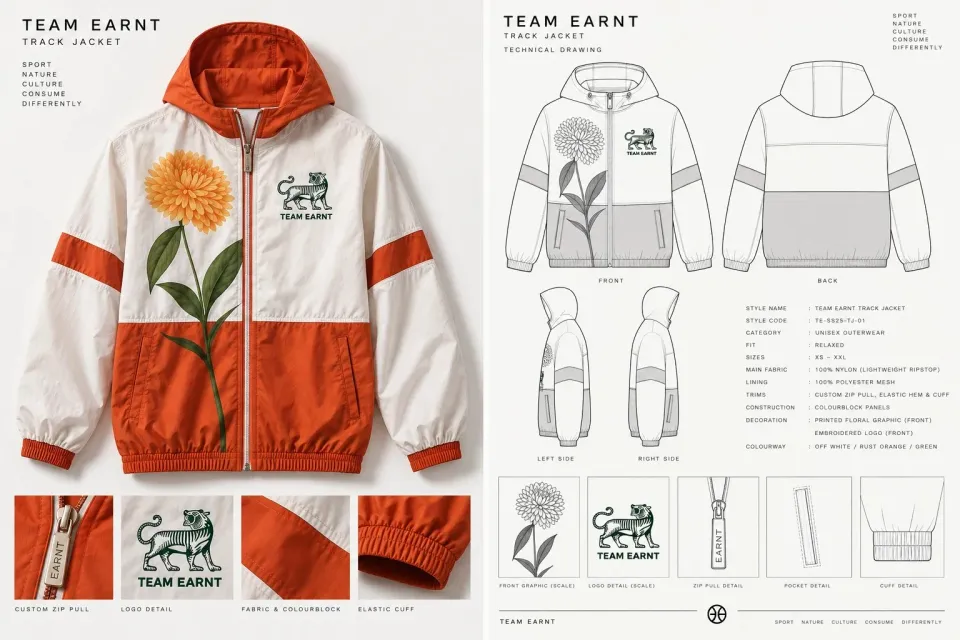 TEAM EARNT
TRACK JACKET
SPORT
NATURE
CULTURE
CONSUME
DIFFERENTLY
TEAM EARNT
EARNT
CUSTOM ZIP PULL
TEAM EARNT
LOGO DETAIL
FABRIC & COLOURBLOCK
ELASTIC CUFF
TEAM EARNT
TRACK JACKET
TECHNICAL DRAWING
SPORT
NATURE
CULTURE
CONSUME
DIFFERENTLY
TEAM EARNT
FRONT
BACK
LEFT SIDE
RIGHT SIDE
STYLE NAME : TEAM EARNT TRACK JACKET
STYLE CODE : TE-SS25-TJ-01
CATEGORY : UNISEX OUTERWEAR
FIT : RELAXED
SIZES : XS – XXL
MAIN FABRIC : 100% NYLON (LIGHTWEIGHT RIPSTOP)
LINING : 100% POLYESTER MESH
TRIMS : CUSTOM ZIP PULL, ELASTIC HEM & CUFF
CONSTRUCTION : COLOURBLOCK PANELS
DECORATION : PRINTED FLORAL GRAPHIC (FRONT)
EMBROIDERED LOGO (FRONT)
COLOURWAY : OFF WHITE / RUST ORANGE / GREEN
FRONT GRAPHIC (SCALE)
TEAM EARNT
LOGO DETAIL (SCALE)
EARNT
ZIP PULL DETAIL
POCKET DETAIL
CUFF DETAIL
TEAM EARNT
SPORT NATURE CULTURE CONSUME DIFFERENTLY